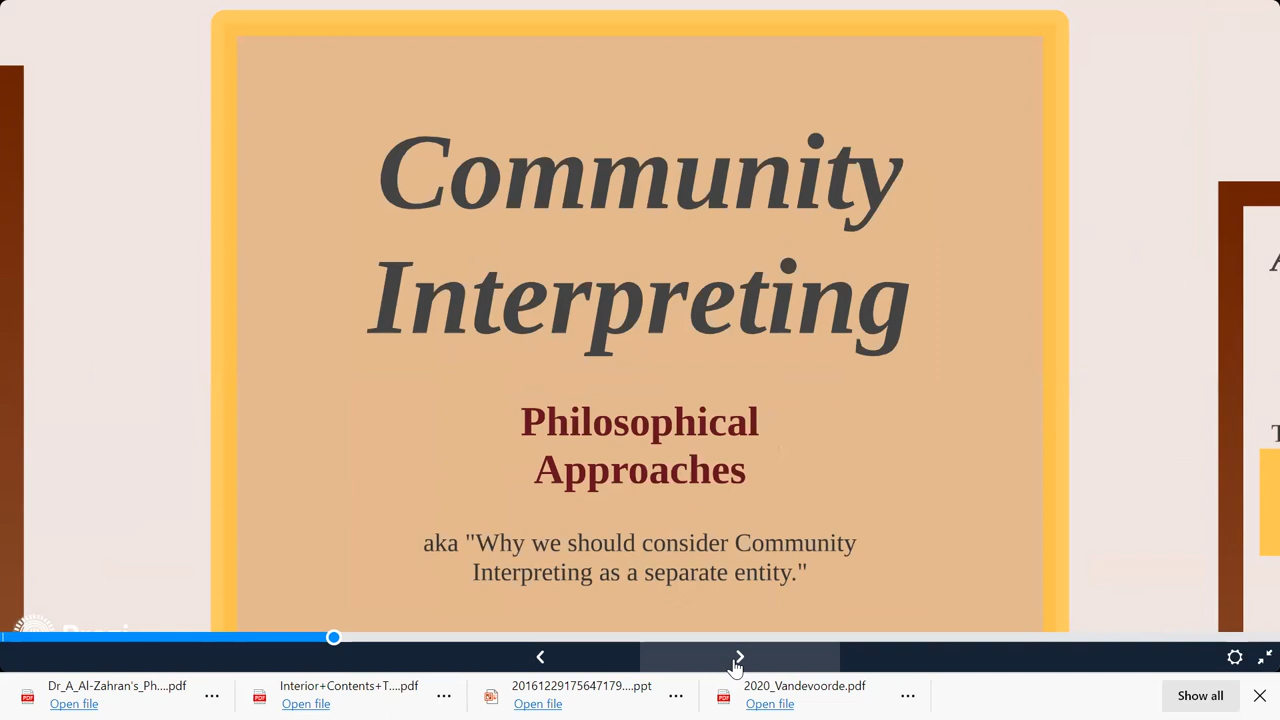 Community
Interpreting
Philosophical
Approaches
aka "Why we should consider Community
Interpreting as a separate entity."
Dr_A_Al-Zahran's_Ph....pdf
Open file
Interior+Contents+T....pdf
Open file
20161229175647179....ppt
Open file
2020_Vandevoorde.pdf
Open file
Show all